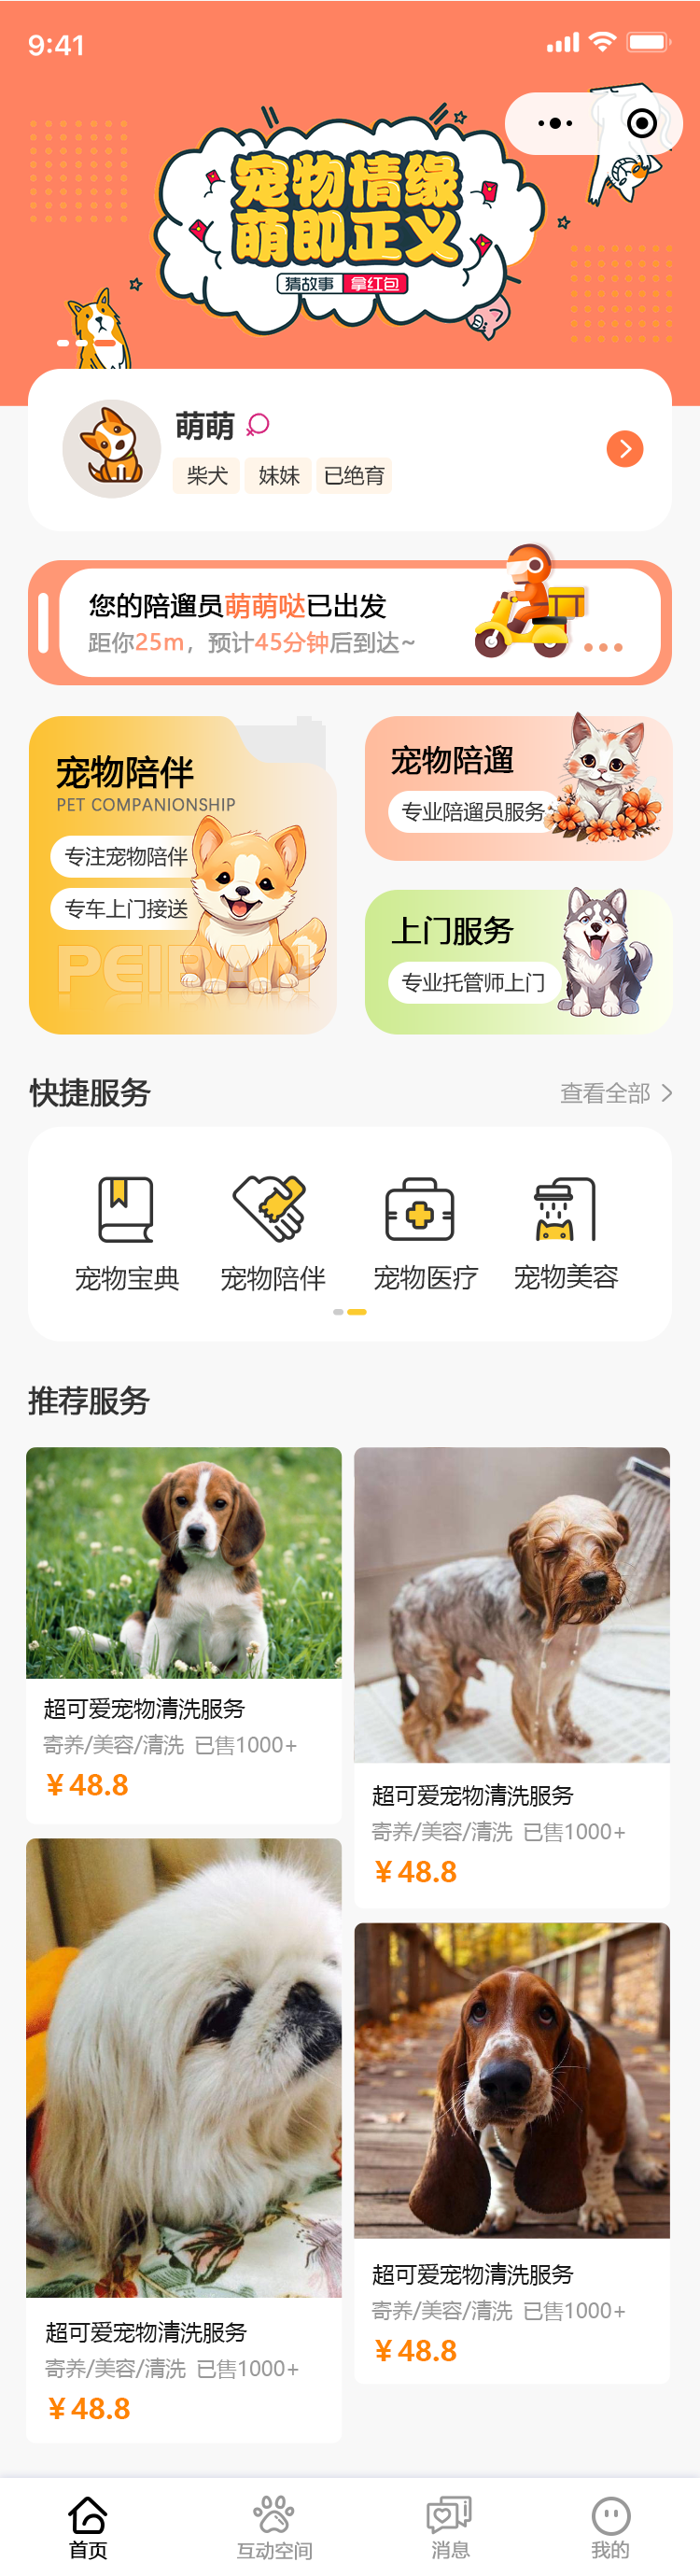 9:41
宠物情缘
萌即正义
猜故事 拿红包
萌萌
柴犬 妹妹 已绝育
您的陪遛员萌萌哒已出发
距你25m，预计45分钟后到达~
宠物陪伴
PET COMPANIONSHIP
专注宠物陪伴
专车上门接送
PEIBAN
宠物陪遛
专业陪遛员服务
上门服务
专业托管师上门
快捷服务
查看全部
宠物宝典 宠物陪伴 宠物医疗 宠物美容
推荐服务
超可爱宠物清洗服务
寄养/美容/清洗 已售1000+
¥48.8
超可爱宠物清洗服务
寄养/美容/清洗 已售1000+
¥48.8
超可爱宠物清洗服务
寄养/美容/清洗 已售1000+
¥48.8
超可爱宠物清洗服务
寄养/美容/清洗 已售1000+
¥48.8
首页 互动空间 消息 我的